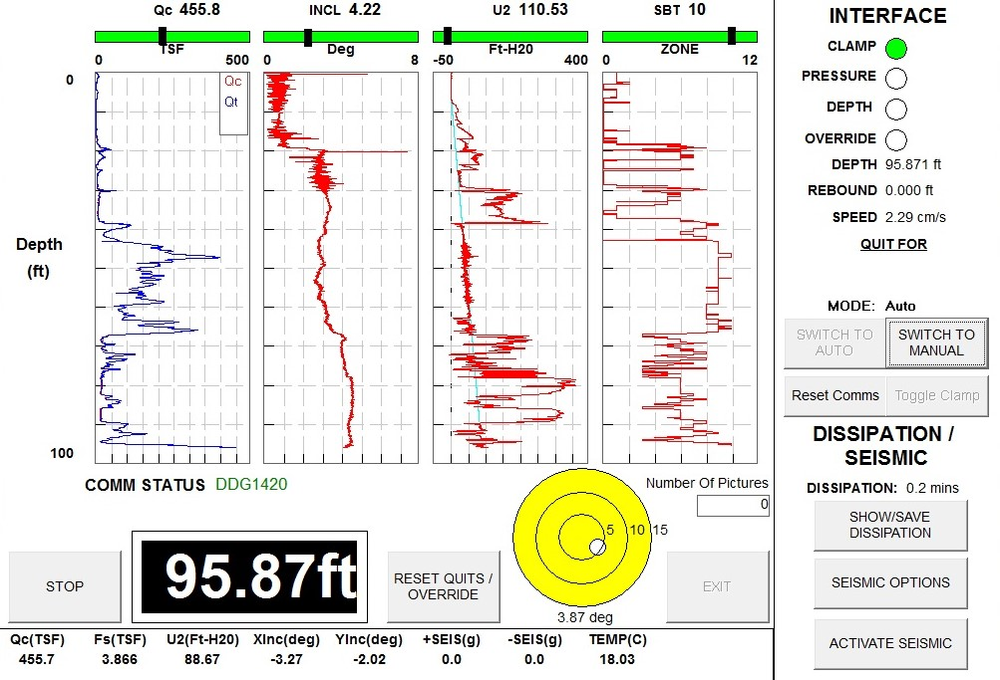 Qc 455.8 INCL 4.22 U2 110.53 SBT 10
TSF Deg Ft-H20 ZONE
0 500 0 8 -50 400 0 12
Qc
Qt
0
Depth
(ft)
100
INTERFACE
CLAMP
PRESSURE
DEPTH
OVERRIDE
DEPTH 95.871 ft
REBOUND 0.000 ft
SPEED 2.29 cm/s
QUIT FOR
MODE: Auto
SWITCH TO
AUTO
SWITCH TO
MANUAL
Reset Comms
Toggle Clamp
DISSIPATION /
SEISMIC
DISSIPATION: 0.2 mins
SHOW/SAVE
DISSIPATION
SEISMIC OPTIONS
ACTIVATE SEISMIC
COMM STATUS DDG1420
Number Of Pictures
0
5 10 15
3.87 deg
STOP
95.87ft
RESET QUITS /
OVERRIDE
EXIT
Qc(TSF) Fs(TSF) U2(Ft-H20) XInc(deg) YInc(deg) +SEIS(g) -SEIS(g) TEMP(C)
455.7 3.866 88.67 -3.27 -2.02 0.0 0.0 18.03